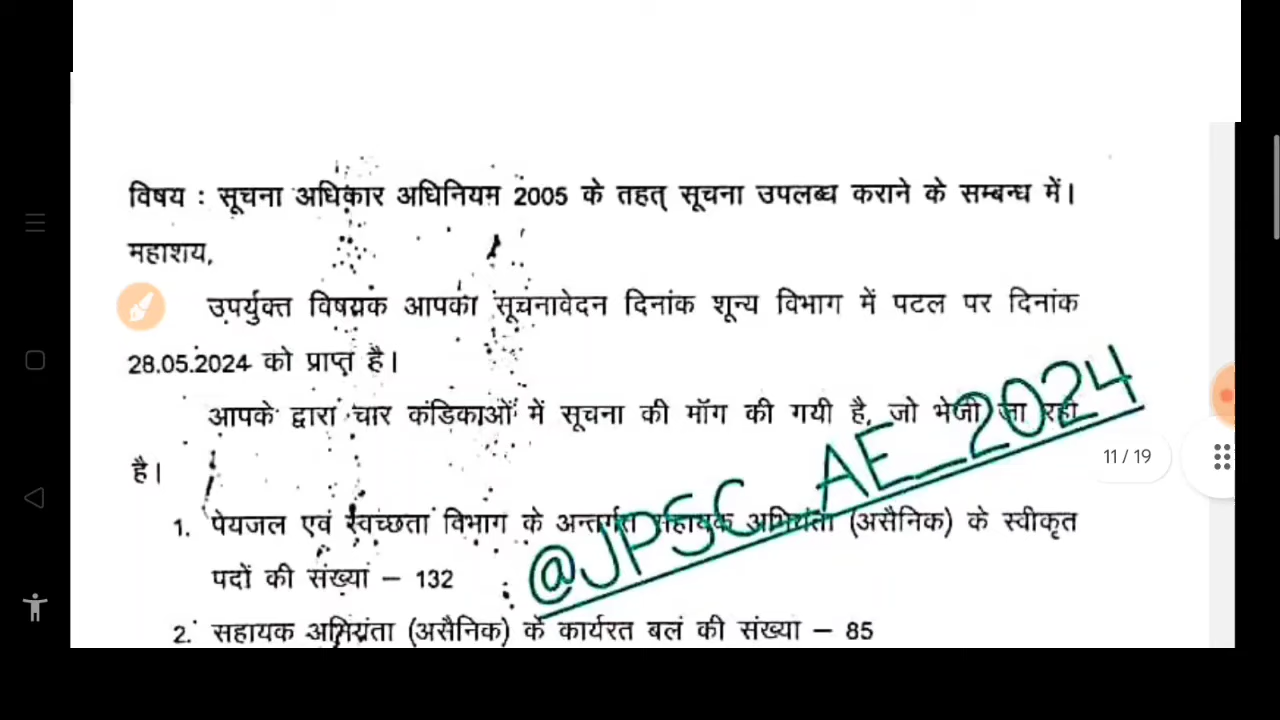 विषय : सूचना अधिकार अधिनियम 2005 के तहत् सूचना उपलब्ध कराने के सम्बन्ध में।
महाशय,
उपर्युक्त विषयक आपका सूचनावेदन दिनांक शून्य विभाग में पटल पर दिनांक
28.05.2024 को प्राप्त है।
आपके द्वारा चार कंडिकाओं में सूचना की मॉग की गयी है, जो भेजी जा रही
है।
@JPSC_AE_2024
11 / 19
1. पेयजल एवं स्वच्छता विभाग के अन्तर्गत सहायक अभियंता (असैनिक) के स्वीकृत
पदों की संख्या – 132
2. सहायक अभियंता (असैनिक) के कार्यरत बल की संख्या – 85